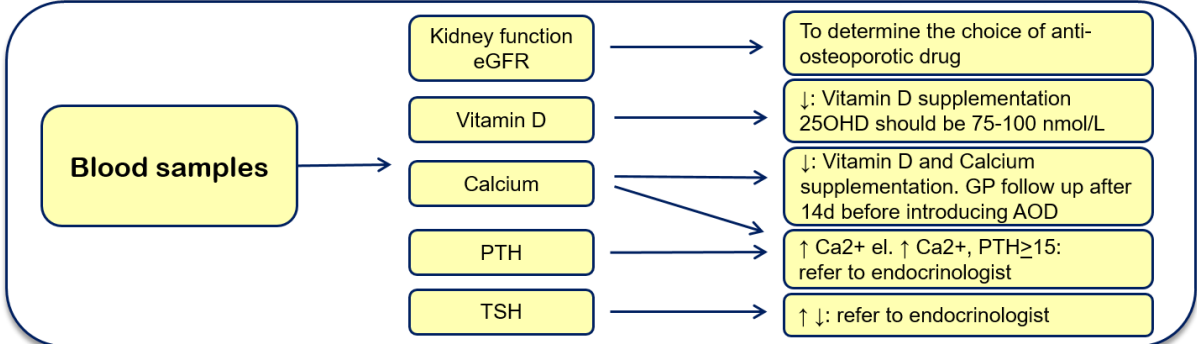 Blood samples
Kidney function
eGFR
Vitamin D
Calcium
PTH
TSH
To determine the choice of anti-
osteoporotic drug
↓: Vitamin D supplementation
25OHD should be 75-100 nmol/L
↓: Vitamin D and Calcium
supplementation. GP follow up after
14d before introducing AOD
↑ Ca2+ el. ↑ Ca2+, PTH≥15:
refer to endocrinologist
↑ ↓: refer to endocrinologist